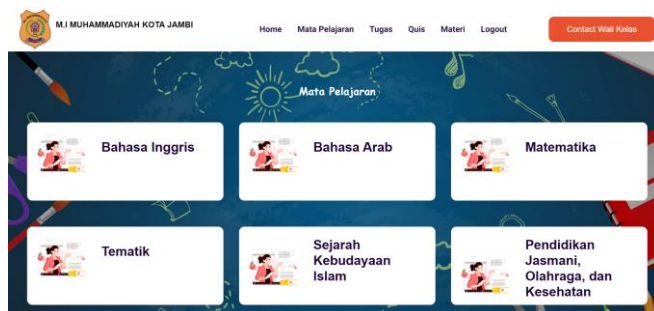 M.I MUHAMMADIYAH KOTA JAMBI
Home Mata Pelajaran Tugas Quis Materi Logout
Contact Wali Kelas
Mata Pelajaran
Bahasa Inggris
Bahasa Arab
Matematika
Tematik
Sejarah
Kebudayaan
Islam
Pendidikan
Jasmani,
Olahraga, dan
Kesehatan